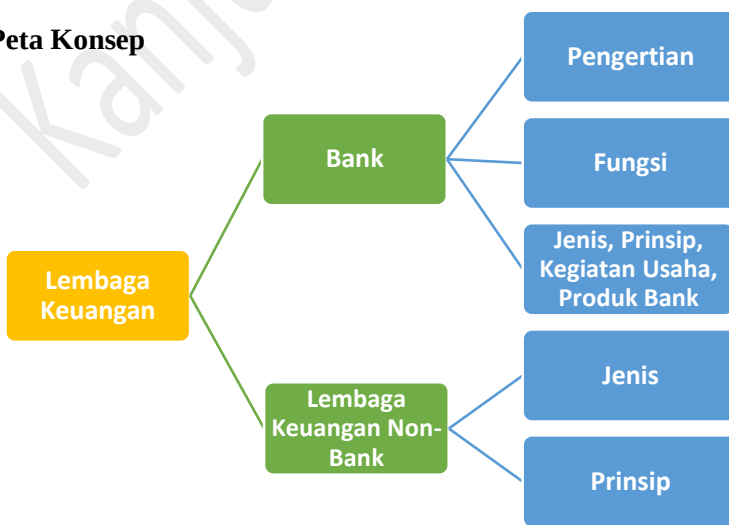 Peta Konsep
Kanju
Lembaga
Keuangan
Bank
Pengertian
Fungsi
Jenis, Prinsip,
Kegiatan Usaha,
Produk Bank
Lembaga
Keuangan Non-
Bank
Jenis
Prinsip